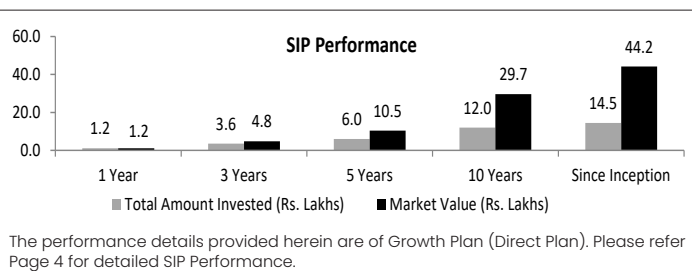 SIP Performance
60.0
40.0
20.0
0.0
1.2 1.2 3.6 4.8 6.0 10.5 12.0 29.7 14.5 44.2
1 Year 3 Years 5 Years 10 Years Since Inception
Total Amount Invested (Rs. Lakhs) Market Value (Rs. Lakhs)
The performance details provided herein are of Growth Plan (Direct Plan). Please refer
Page 4 for detailed SIP Performance.